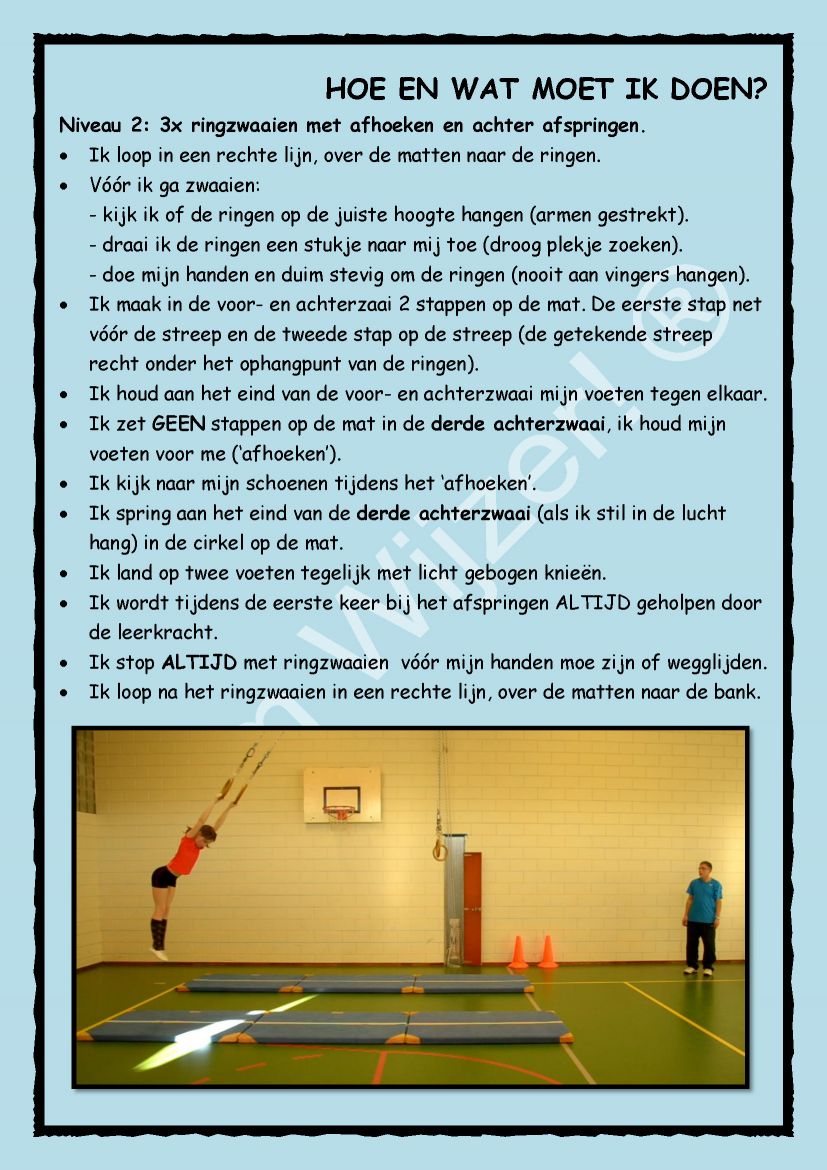 HOE EN WAT MOET IK DOEN?
Niveau 2: 3x ringzwaaien met afhoeken en achter afspringen.
• Ik loop in een rechte lijn, over de matten naar de ringen.
• Vóór ik ga zwaaien:
- kijk ik of de ringen op de juiste hoogte hangen (armen gestrekt).
- draai ik de ringen een stukje naar mij toe (droog plekje zoeken).
- doe mijn handen en duim stevig om de ringen (nooit aan vingers hangen).
• Ik maak in de voor- en achterzaai 2 stappen op de mat. De eerste stap net
vóór de streep en de tweede stap op de streep (de getekende streep
recht onder het ophangpunt van de ringen).
• Ik houd aan het eind van de voor- en achterzwaai mijn voeten tegen elkaar.
• Ik zet GEEN stappen op de mat in de derde achterzwaai, ik houd mijn
voeten voor me (‘afhoeken’).
• Ik kijk naar mijn schoenen tijdens het ‘afhoeken’.
• Ik spring aan het eind van de derde achterzwaai (als ik stil in de lucht
hang) in de cirkel op de mat.
• Ik land op twee voeten tegelijk met licht gebogen knieën.
• Ik wordt tijdens de eerste keer bij het afspringen ALTIJD geholpen door
de leerkracht.
• Ik stop ALTIJD met ringzwaaien vóór mijn handen moe zijn of wegglijden.
• Ik loop na het ringzwaaien in een rechte lijn, over de matten naar de bank.
Wijzer! ®